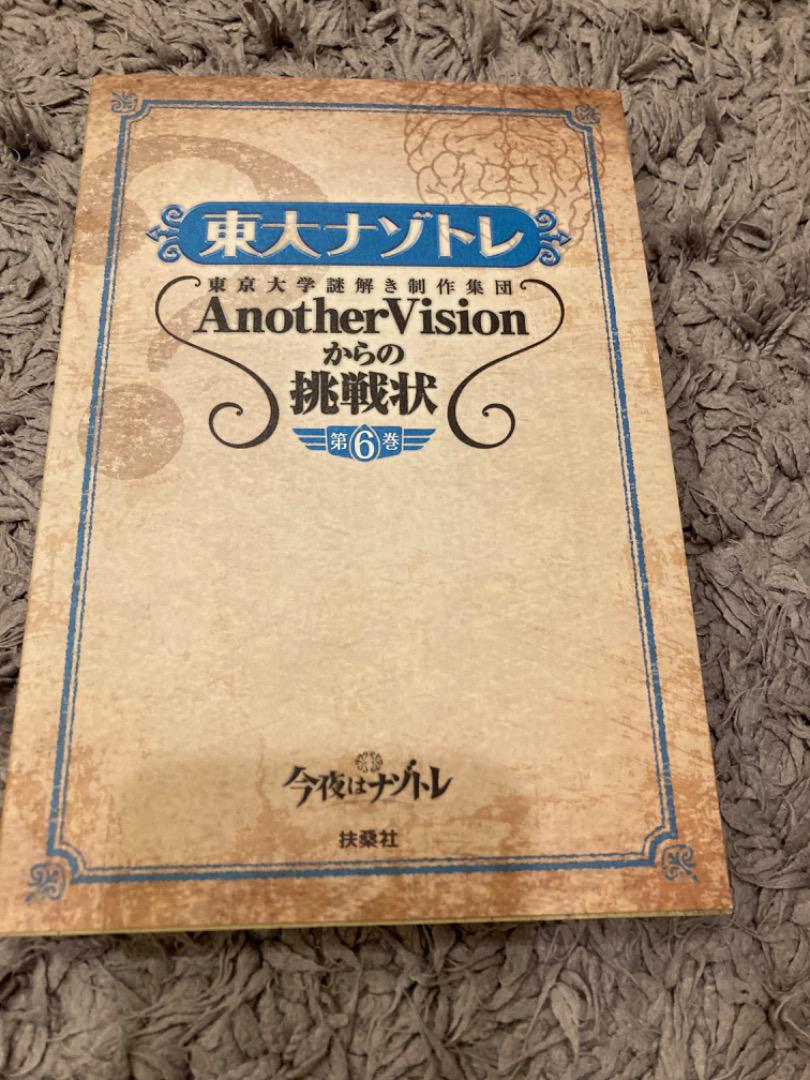 東大ナゾトレ
東京大学謎解き制作集団
AnotherVision
からの
挑戦状
第6巻
今夜はナゾトレ
扶桑社